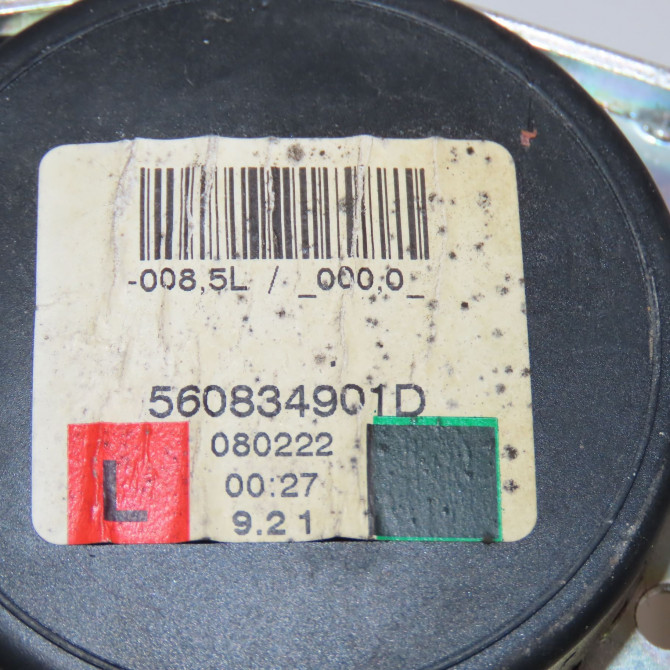 -008,5L / _000,0_
560834901D
080222
L
00:27
9.21